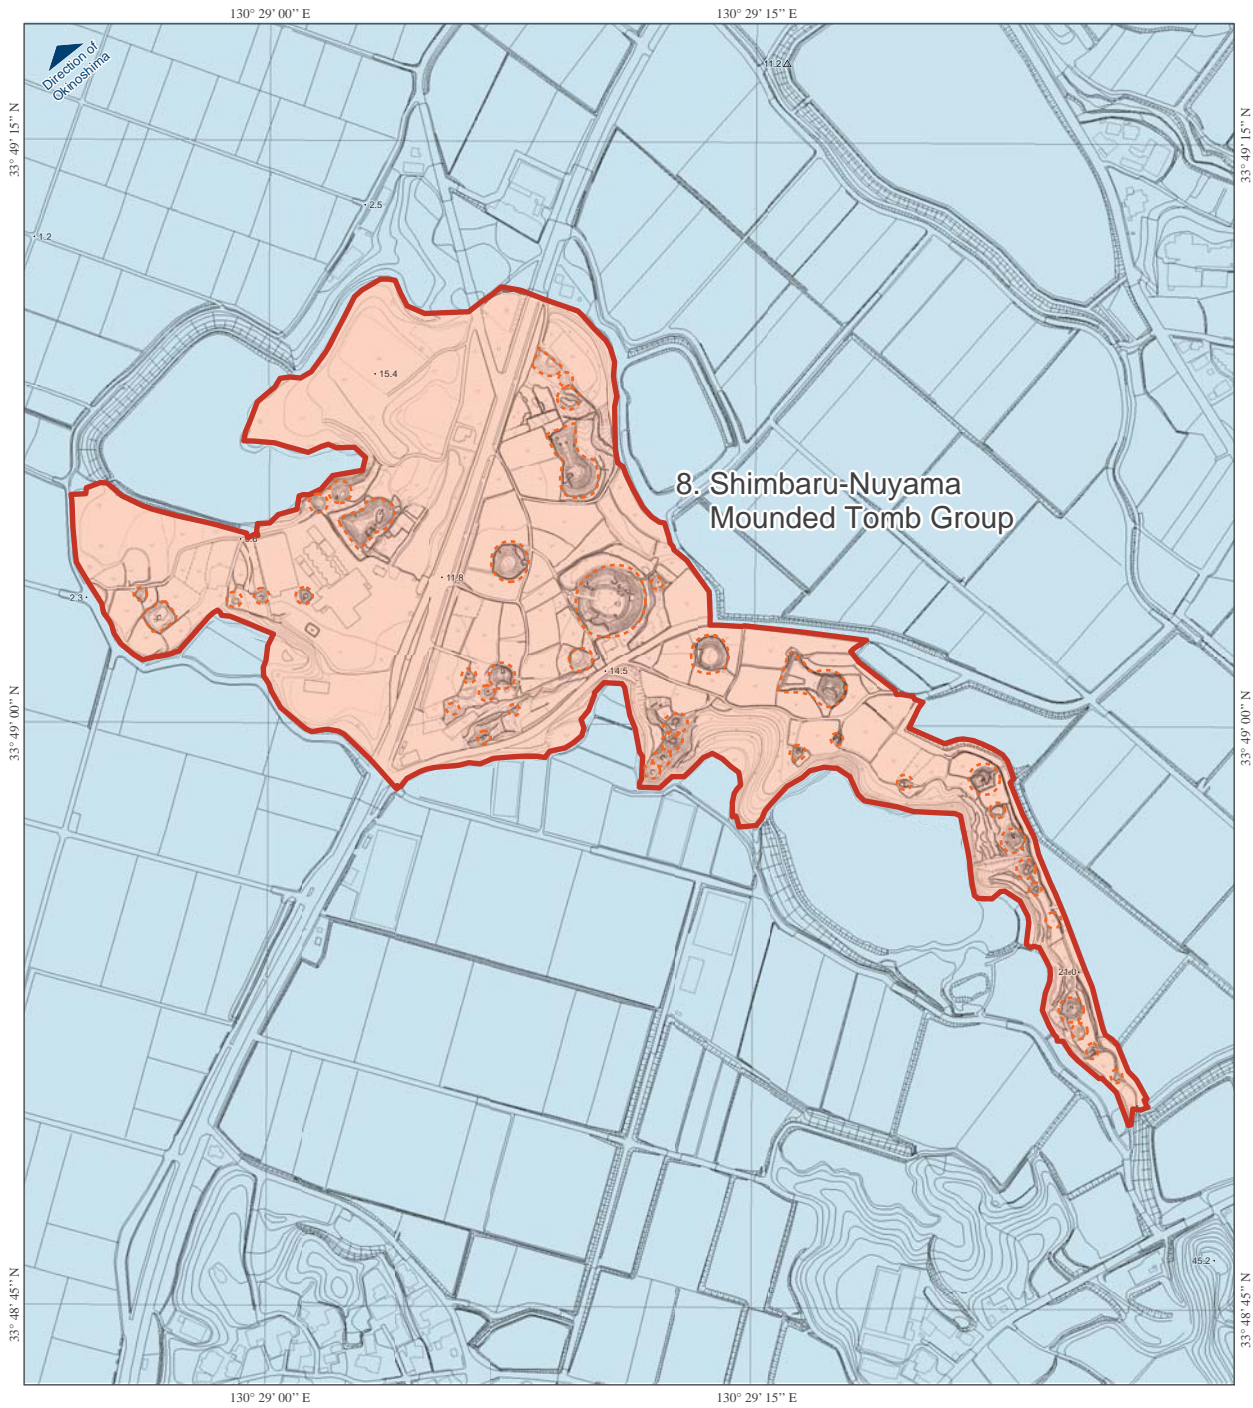 130° 29’ 00” E
130° 29’ 15” E
Direction of
Okinoshima
11.2
33° 49’ 15” N
33° 49’ 15” N
2.5
1.2
15.4
8. Shimbaru-Nuyama
Mounded Tomb Group
11.8
2.3
14.5
33° 49’ 00” N
33° 49’ 00” N
21.0
45.2
33° 48’ 45” N
33° 48’ 45” N
130° 29’ 00” E
130° 29’ 15” E